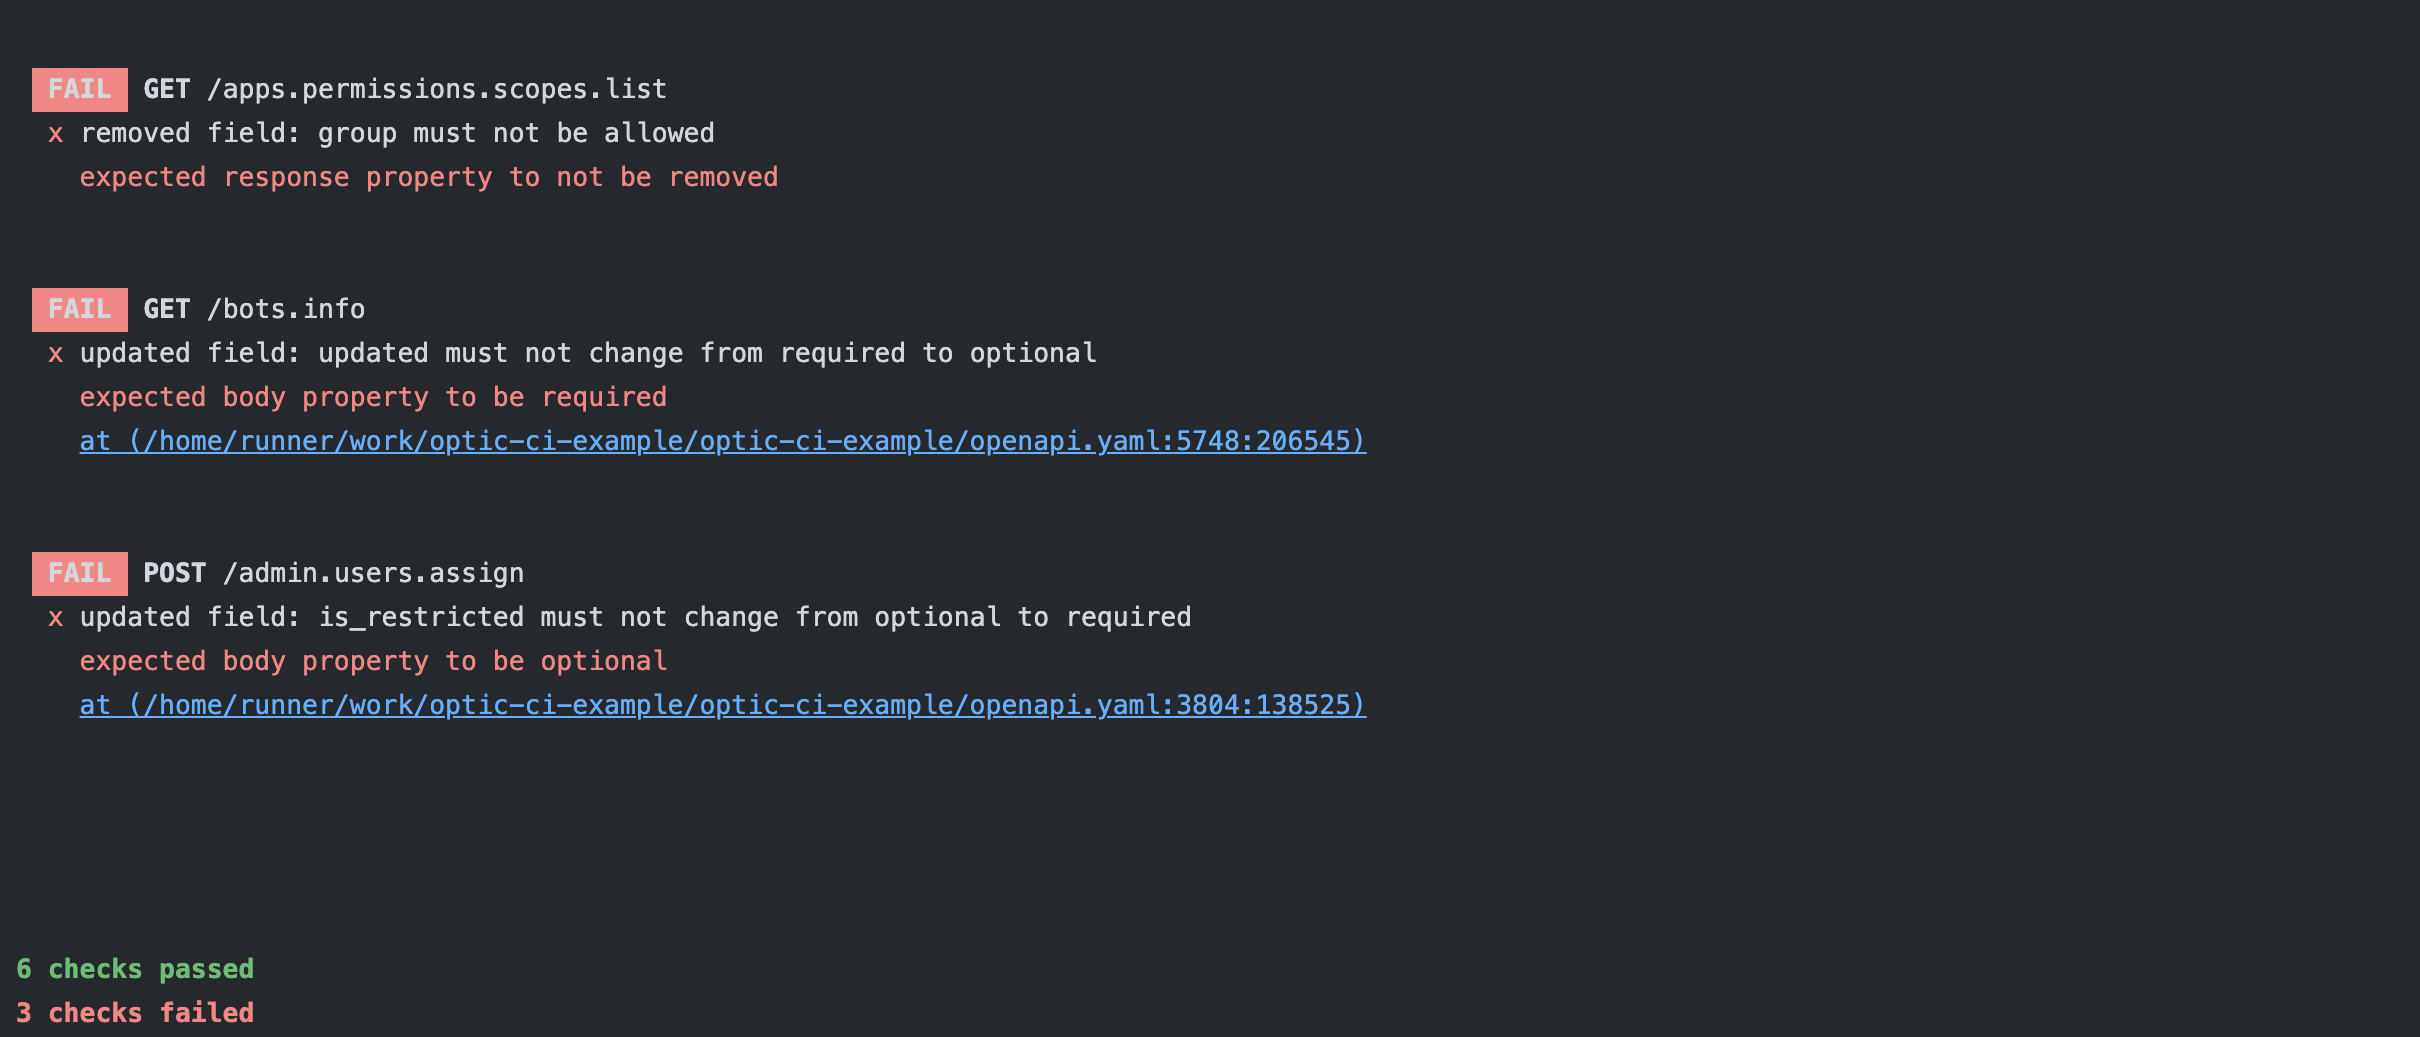 FAIL GET /apps.permissions.scopes.list
x removed field: group must not be allowed
expected response property to not be removed
FAIL GET /bots.info
x updated field: updated must not change from required to optional
expected body property to be required
at (/home/runner/work/optic-ci-example/optic-ci-example/openapi.yaml:5748:206545)
FAIL POST /admin.users.assign
x updated field: is_restricted must not change from optional to required
expected body property to be optional
at (/home/runner/work/optic-ci-example/optic-ci-example/openapi.yaml:3804:138525)
6 checks passed
3 checks failed